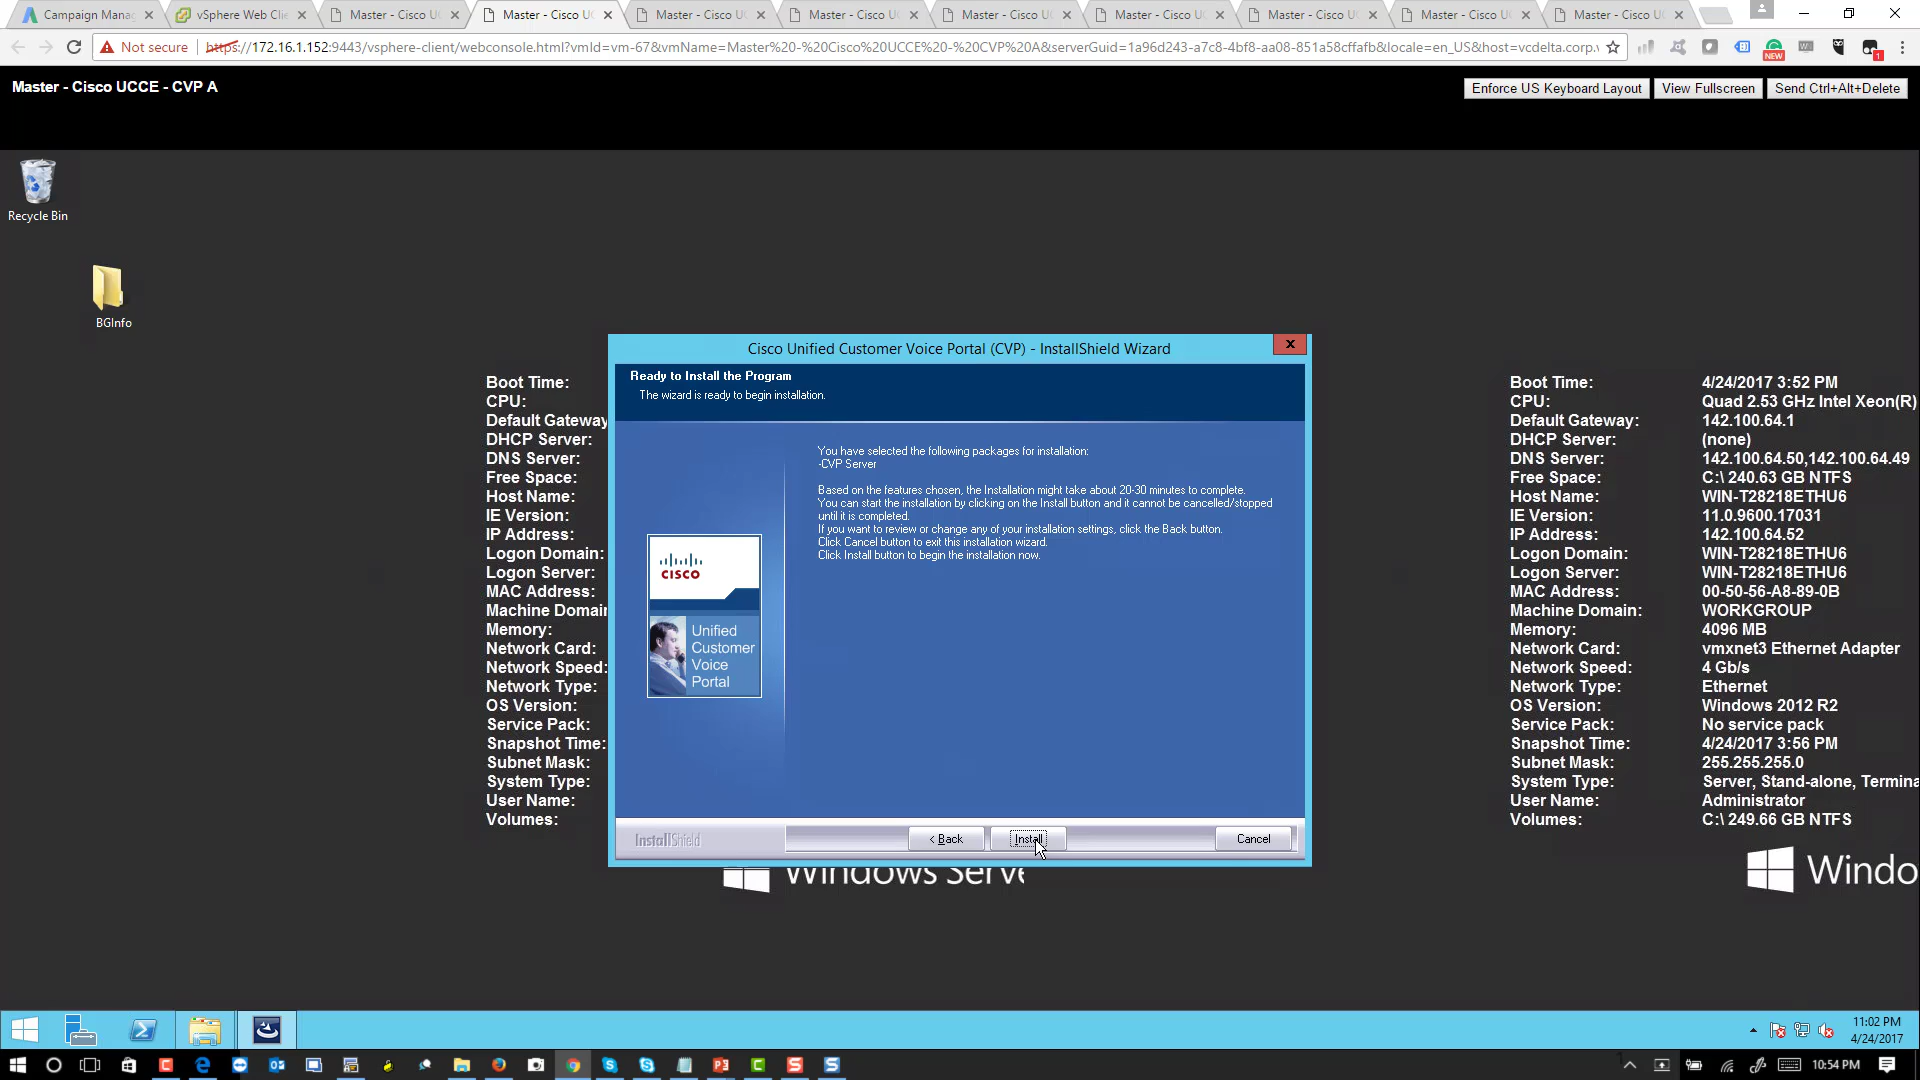 Campaign Mana
vSphere Web Clie
Master - Cisco UC
Master - Cisco UC
Master - Cisco UC
Master - Cisco UC
Master - Cisco UC
Master - Cisco UC
Master - Cisco UC
Master - Cisco UC
Master - Cisco UC
Not secure
https://172.16.1.152:9443/vsphere-client/webconsole.html?vmId=vm-67&vmName=Master%20-%20Cisco%20UCCE%20-%20CVP%20A&serverGuid=1a96d243-a7c8-4bf8-aa08-851a58cffafb&locale=en_US&host=vcdelta.corp.v
NEW
1
Master - Cisco UCCE - CVP A
Enforce US Keyboard Layout
View Fullscreen
Send Ctrl+Alt+Delete
Recycle Bin
BGInfo
Cisco Unified Customer Voice Portal (CVP) - InstallShield Wizard
x
Ready to Install the Program
The wizard is ready to begin installation.
You have selected the following packages for installation:
-CVP Server
Based on the features chosen, the Installation might take about 20-30 minutes to complete.
You can start the installation by clicking on the Install button and it cannot be cancelled/stopped
until it is completed.
If you want to review or change any of your installation settings, click the Back button.
Click Cancel button to exit this installation wizard.
Click Install button to begin the installation now.
CISCO
Unified
Customer
Voice
Portal
InstallShield
< Back
Install
Cancel
Boot Time:
CPU:
Default Gateway
DHCP Server:
DNS Server:
Free Space:
Host Name:
IE Version:
IP Address:
Logon Domain:
Logon Server:
MAC Address:
Machine Domain
Memory:
Network Card:
Network Speed:
Network Type:
OS Version:
Service Pack:
Snapshot Time:
Subnet Mask:
System Type:
User Name:
Volumes:
Windows Serve
Boot Time: 4/24/2017 3:52 PM
CPU: Quad 2.53 GHz Intel Xeon(R)
Default Gateway: 142.100.64.1
DHCP Server: (none)
DNS Server: 142.100.64.50,142.100.64.49
Free Space: C:\ 240.63 GB NTFS
Host Name: WIN-T28218ETHU6
IE Version: 11.0.9600.17031
IP Address: 142.100.64.52
Logon Domain: WIN-T28218ETHU6
Logon Server: WIN-T28218ETHU6
MAC Address: 00-50-56-A8-89-0B
Machine Domain: WORKGROUP
Memory: 4096 MB
Network Card: vmxnet3 Ethernet Adapter
Network Speed: 4 Gb/s
Network Type: Ethernet
OS Version: Windows 2012 R2
Service Pack: No service pack
Snapshot Time: 4/24/2017 3:56 PM
Subnet Mask: 255.255.255.0
System Type: Server, Stand-alone, Termina
User Name: Administrator
Volumes: C:\ 249.66 GB NTFS
Windo
11:02 PM
4/24/2017
10:54 PM